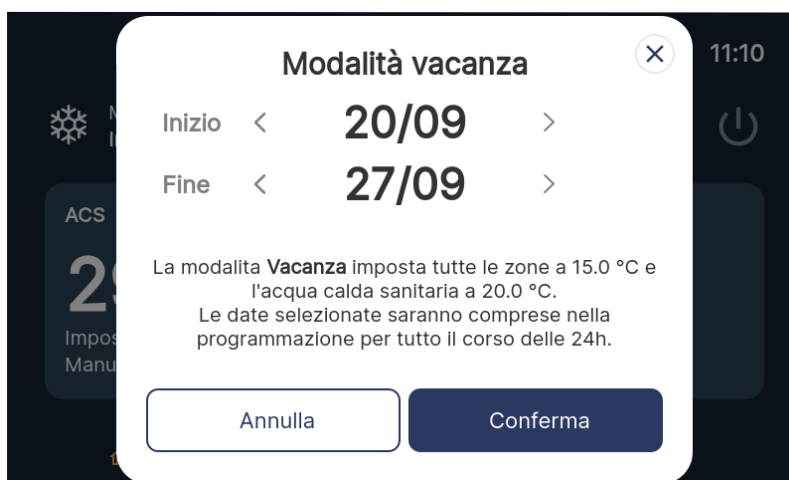 Modalità vacanza
11:10
Inizio < 20/09 >
Fine < 27/09 >
ACS
La modalita Vacanza imposta tutte le zone a 15.0 °C e
l'acqua calda sanitaria a 20.0 °C.
Le date selezionate saranno comprese nella
programmazione per tutto il corso delle 24h.
Annulla
Conferma